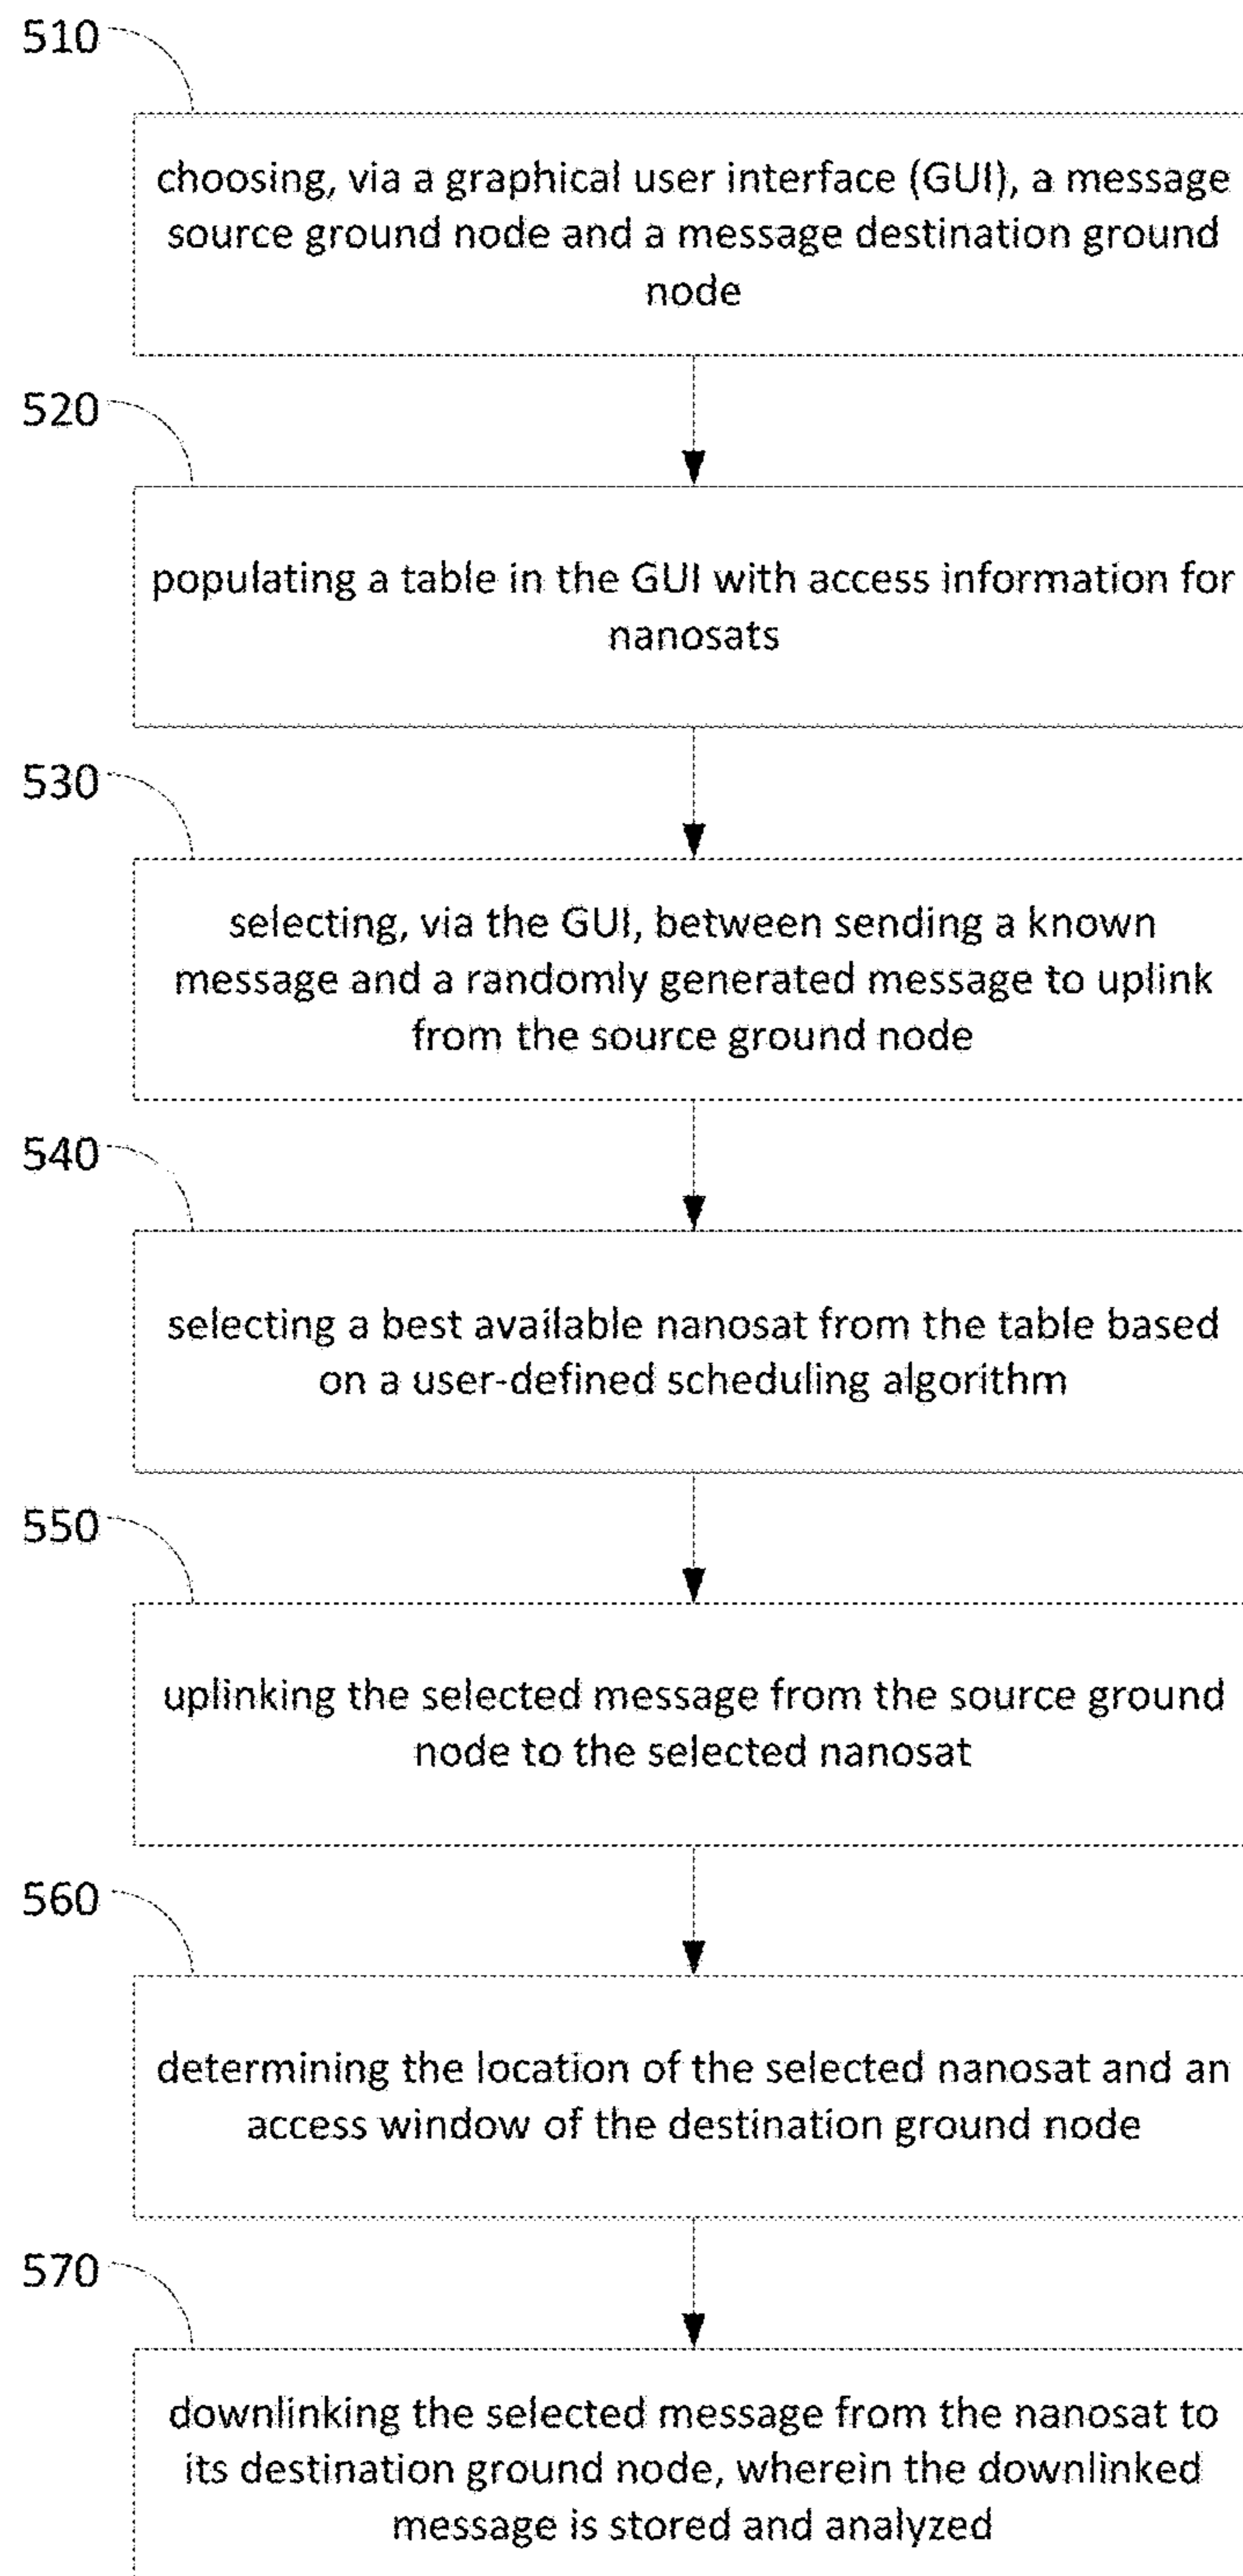 510
choosing, via a graphical user interface (GUI), a message
source ground node and a message destination ground
node
520
populating a table in the GUI with access information for
nanosats
530
selecting, via the GUI, between sending a known
message and a randomly generated message to uplink
from the source ground node
540
selecting a best available nanosat from the table based
on a user-defined scheduling algorithm
550
uplinking the selected message from the source ground
node to the selected nanosat
560
determining the location of the selected nanosat and an
access window of the destination ground node
570
downlinking the selected message from the nanosat to
its destination ground node, wherein the downlinked
message is stored and analyzed